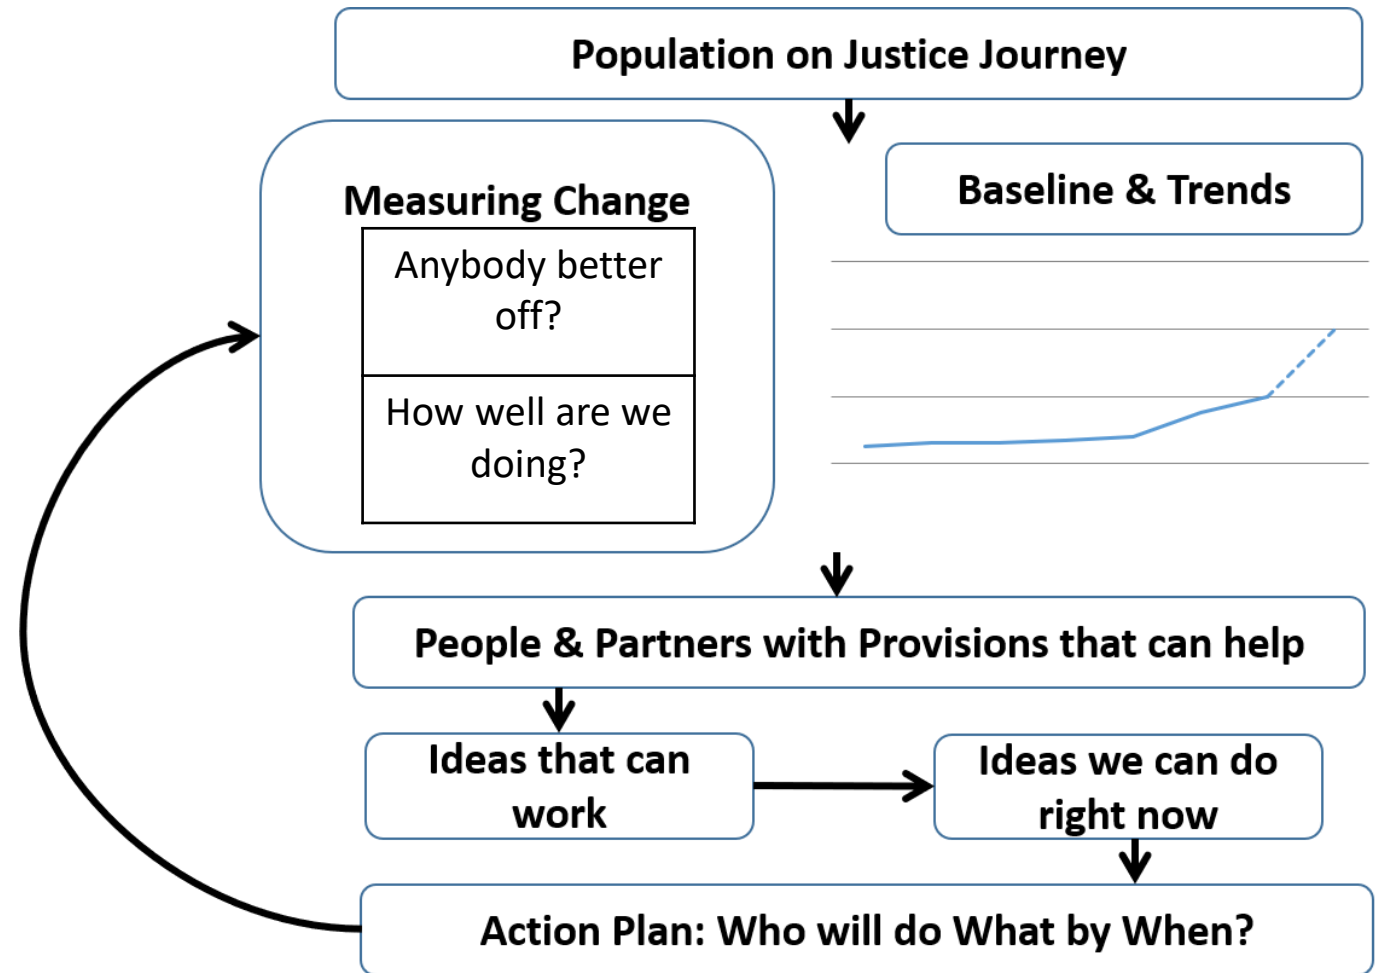 Population on Justice Journey
Measuring Change
Anybody better
off?
How well are we
doing?
Baseline & Trends
People & Partners with Provisions that can help
Ideas that can
work
Ideas we can do
right now
Action Plan: Who will do What by When?